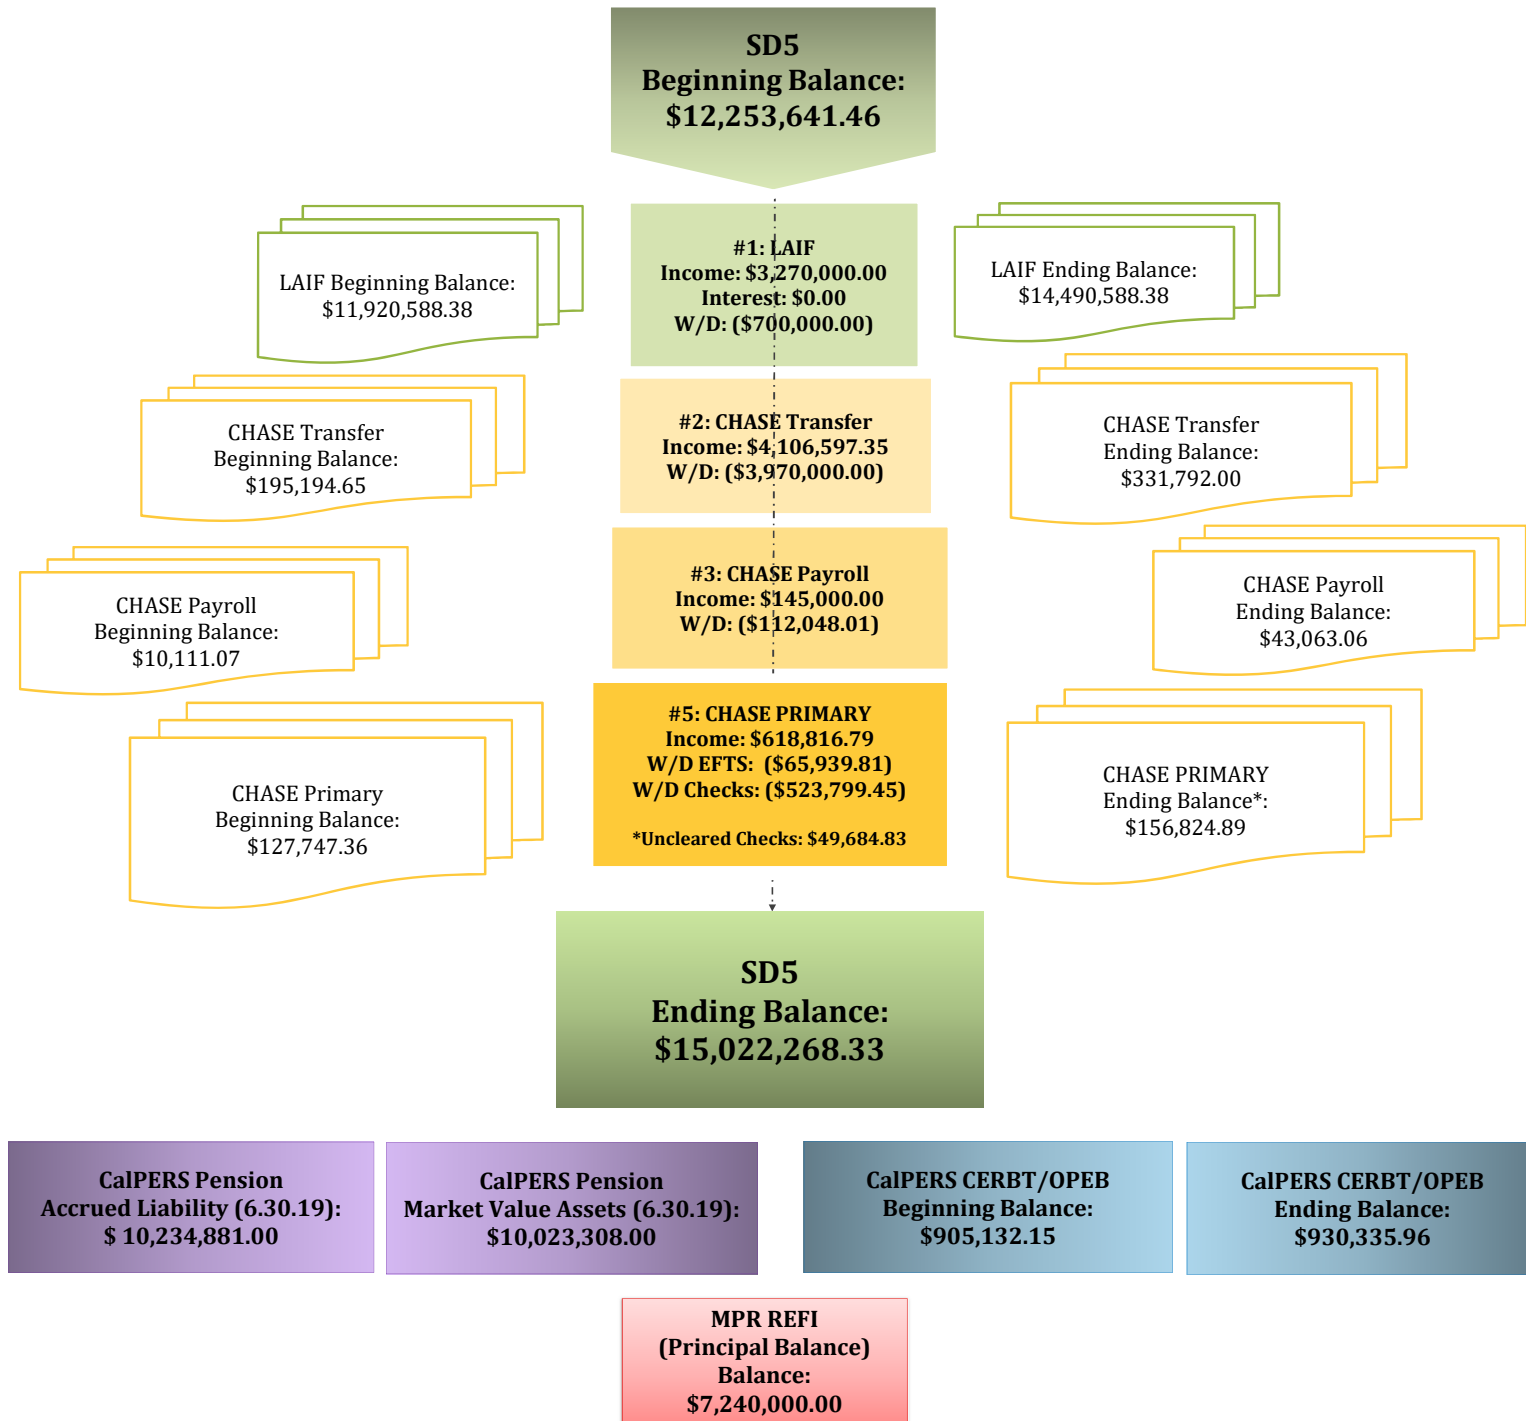 SD5
Beginning Balance:
$12,253,641.46
LAIF Beginning Balance:
$11,920,588.38
#1: LAIF
Income: $3,270,000.00
Interest: $0.00
W/D: ($700,000.00)
LAIF Ending Balance:
$14,490,588.38
CHASE Transfer
Beginning Balance:
$195,194.65
#2: CHASE Transfer
Income: $4,106,597.35
W/D: ($3,970,000.00)
CHASE Transfer
Ending Balance:
$331,792.00
CHASE Payroll
Beginning Balance:
$10,111.07
#3: CHASE Payroll
Income: $145,000.00
W/D: ($112,048.01)
CHASE Payroll
Ending Balance:
$43,063.06
CHASE Primary
Beginning Balance:
$127,747.36
#5: CHASE PRIMARY
Income: $618,816.79
W/D EFTS:  ($65,939.81)
W/D Checks: ($523,799.45)
*Uncleared Checks: $49,684.83
CHASE PRIMARY
Ending Balance*:
$156,824.89
SD5
Ending Balance:
$15,022,268.33
CalPERS Pension
Accrued Liability (6.30.19):
$ 10,234,881.00
CalPERS Pension
Market Value Assets (6.30.19):
$10,023,308.00
CalPERS CERBT/OPEB
Beginning Balance:
$905,132.15
CalPERS CERBT/OPEB
Ending Balance:
$930,335.96
MPR REFI
(Principal Balance)
Balance:
$7,240,000.00